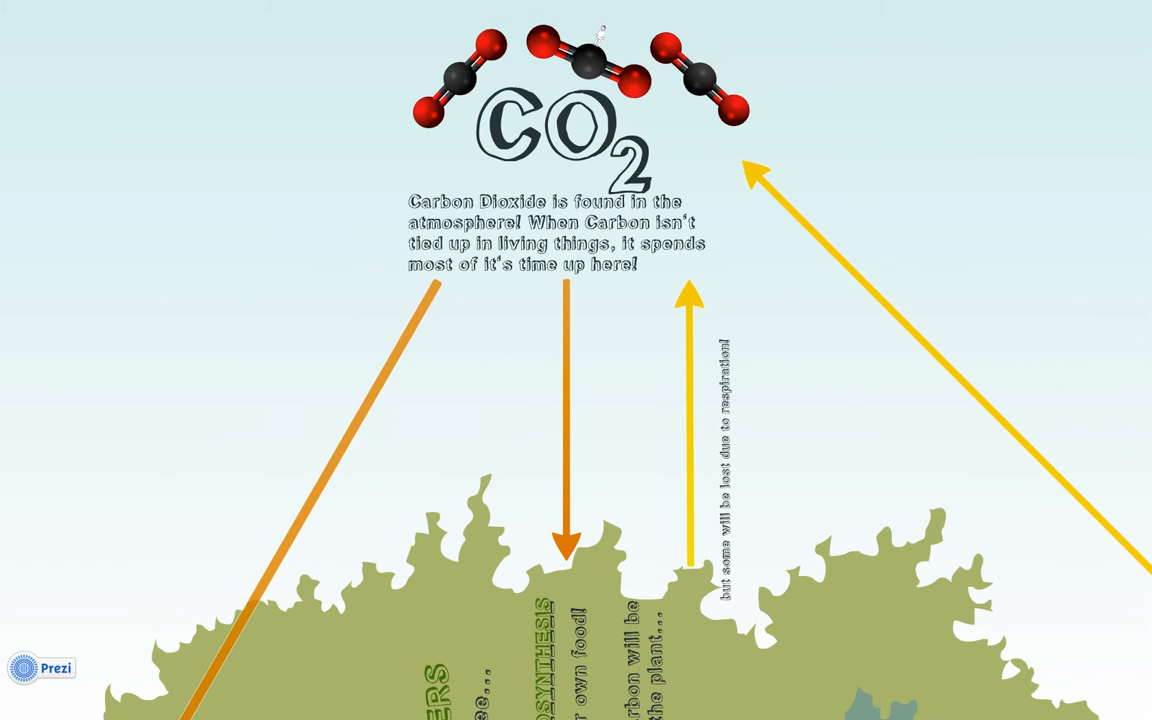 CO2
Carbon Dioxide is found in the
atmosphere! When Carbon isn't
tied up in living things, it spends
most of it's time up here!
but some will be lost due to respiration!
own food!
will be
the plant...
Prezi